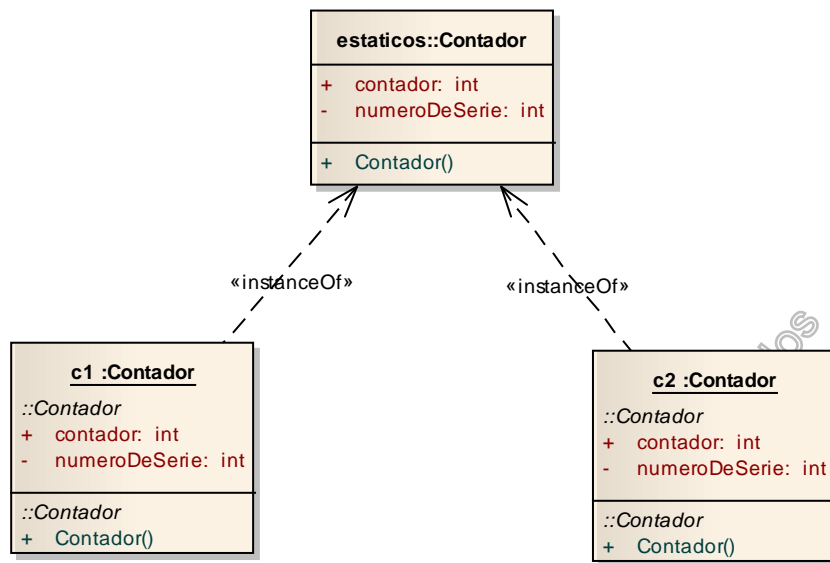 estaticos::Contador
+ contador: int
- numeroDeSerie: int
+ Contador()
«instanceOf»
«instanceOf»
c1 :Contador
::Contador
+ contador: int
- numeroDeSerie: int
::Contador
+ Contador()
c2 :Contador
::Contador
+ contador: int
- numeroDeSerie: int
::Contador
+ Contador()